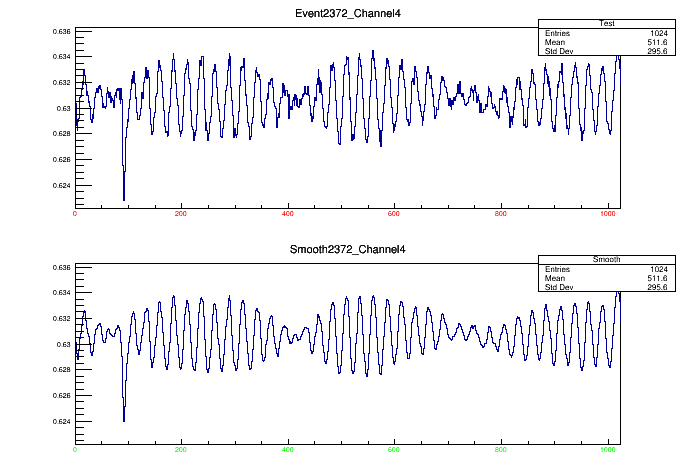 Event2372_Channel4
Test
Entries 1024
Mean 511.6
Std Dev 295.6
0.636
0.634
0.632
0.63
0.628
0.626
0.624
0 200 400 600 800 1000
Smooth2372_Channel4
Smooth
Entries 1024
Mean 511.6
Std Dev 295.6
0.636
0.634
0.632
0.63
0.628
0.626
0.624
0 200 400 600 800 1000